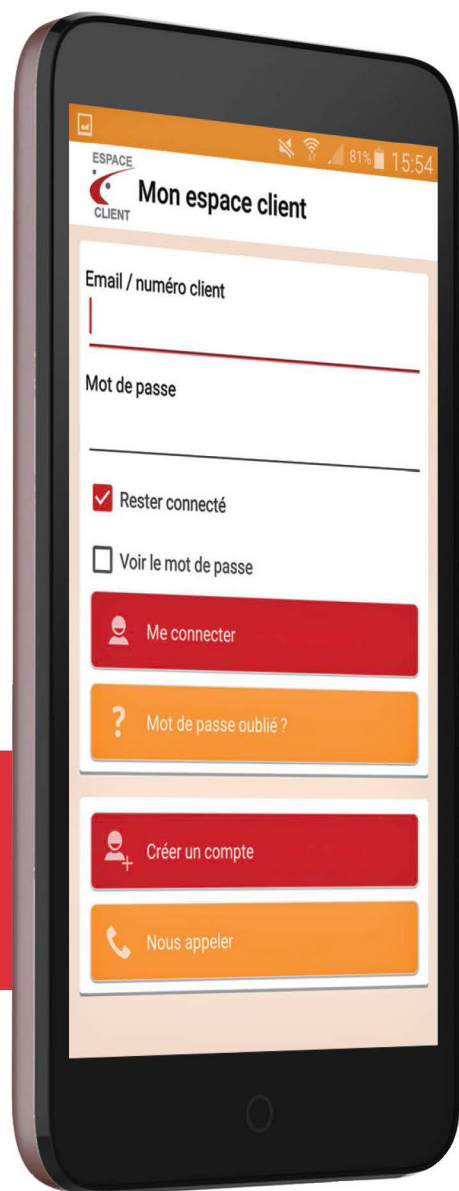 81% 15:54
ESPACE
CLIENT
Mon espace client
Email / numéro client
Mot de passe
Rester connecté
Voir le mot de passe
Me connecter
? Mot de passe oublié ?
Créer un compte
Nous appeler